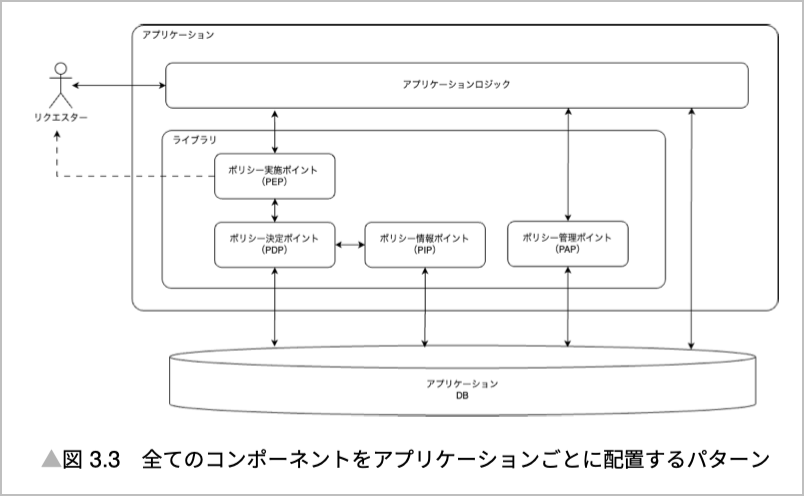 アプリケーション
アプリケーションロジック
リクエスター
ライブラリ
ポリシー実施ポイント
（PEP）
ポリシー決定ポイント
（PDP）
ポリシー情報ポイント
（PIP）
ポリシー管理ポイント
（PAP）
アプリケーション
DB
▲図 3.3　全てのコンポーネントをアプリケーションごとに配置するパターン